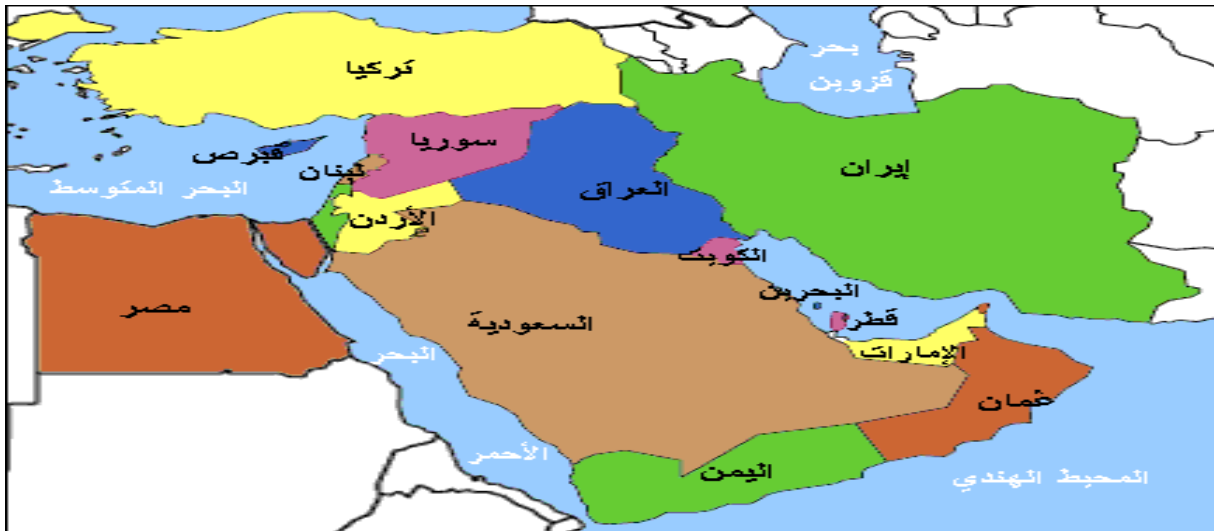 بحر
قزوين
تركيا
سوريا
قبرص
لبنان
إيران
العراق
البحر المتوسط
الأردن
الكويت
البحرين
مصر
السعودية
قطر
البحر
الإمارات
عُمان
الأحمر
اليمن
المحيط الهندي